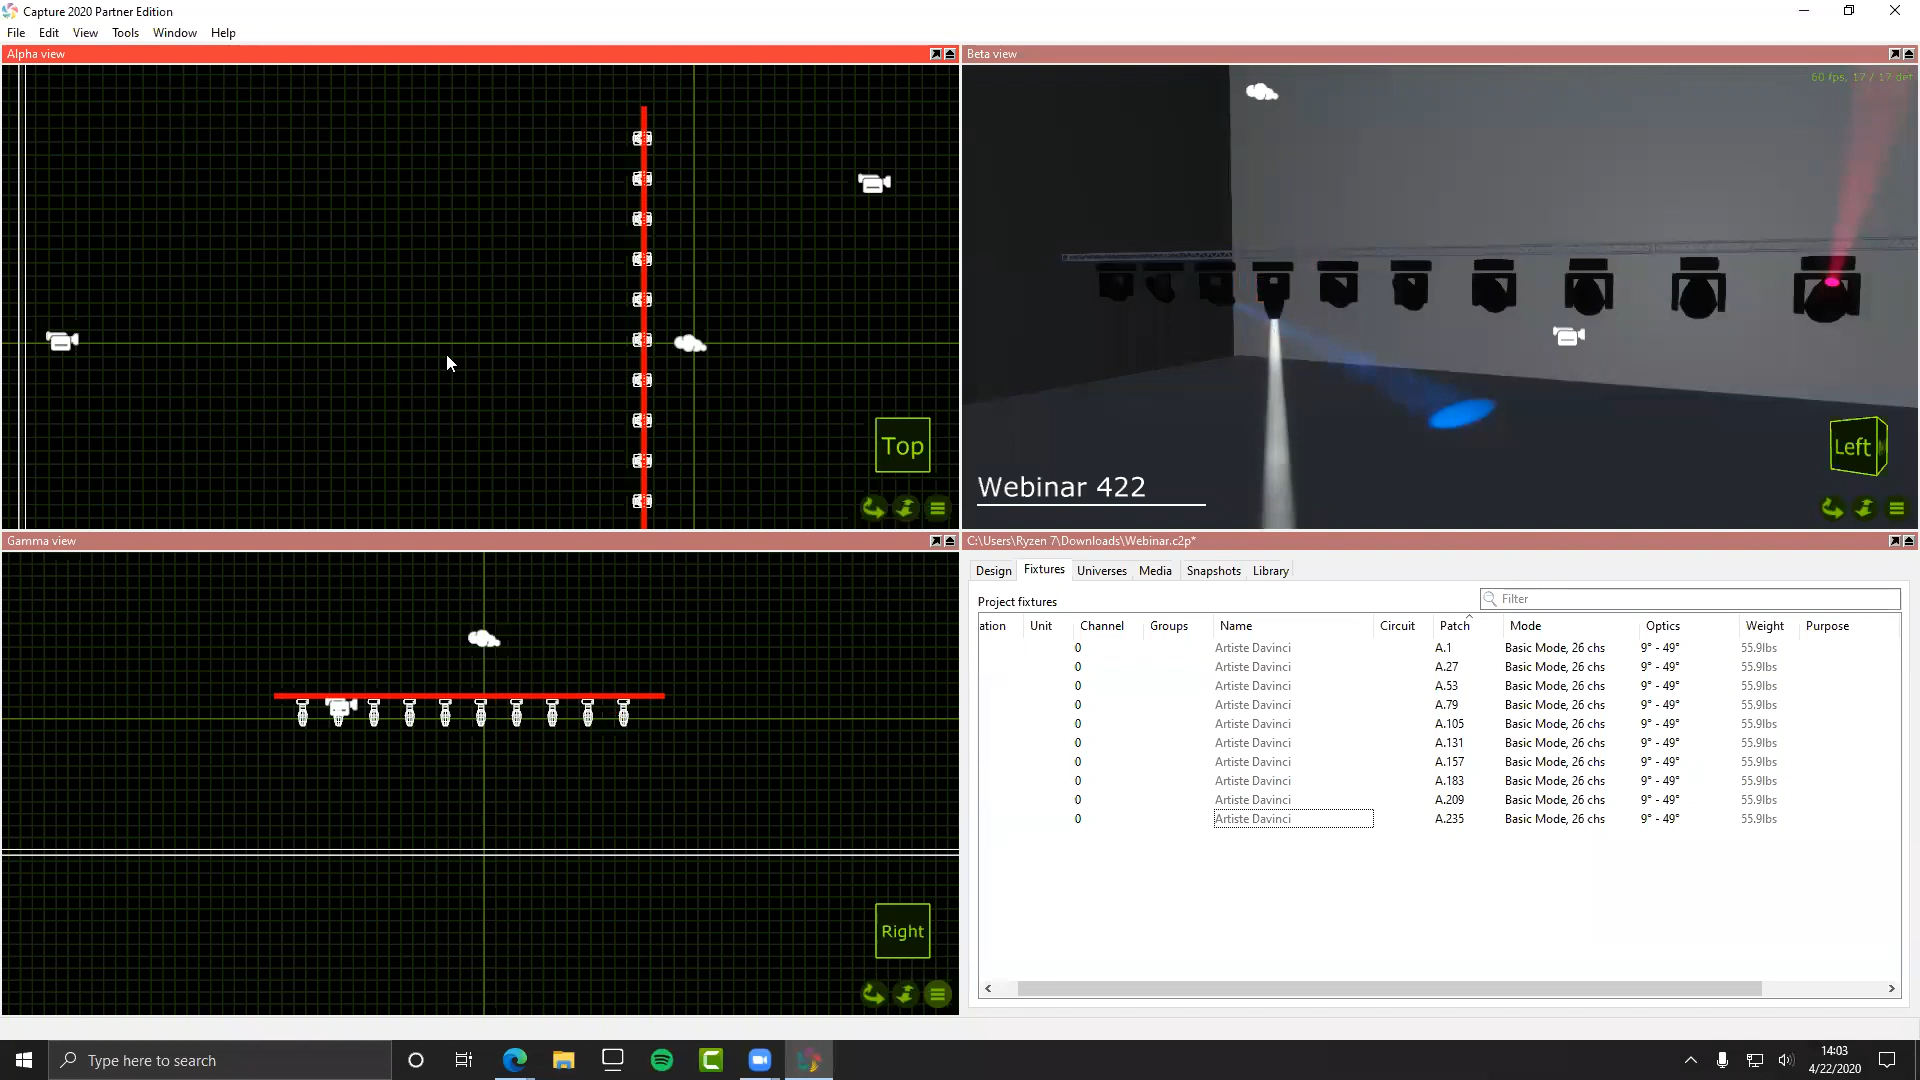 Capture 2020 Partner Edition
File Edit View Tools Window Help
Alpha view
Top
Beta view
60 fps, 17 / 17 def
Webinar 422
Left
Gamma view
Right
C:\Users\Ryzen 7\Downloads\Webinar.c2p*
Design Fixtures Universes Media Snapshots Library
Project fixtures
Filter
ation Unit Channel Groups Name Circuit Patch Mode Optics Weight Purpose
0 Artiste Davinci A.1 Basic Mode, 26 chs 9° - 49° 55.9lbs
0 Artiste Davinci A.27 Basic Mode, 26 chs 9° - 49° 55.9lbs
0 Artiste Davinci A.53 Basic Mode, 26 chs 9° - 49° 55.9lbs
0 Artiste Davinci A.79 Basic Mode, 26 chs 9° - 49° 55.9lbs
0 Artiste Davinci A.105 Basic Mode, 26 chs 9° - 49° 55.9lbs
0 Artiste Davinci A.131 Basic Mode, 26 chs 9° - 49° 55.9lbs
0 Artiste Davinci A.157 Basic Mode, 26 chs 9° - 49° 55.9lbs
0 Artiste Davinci A.183 Basic Mode, 26 chs 9° - 49° 55.9lbs
0 Artiste Davinci A.209 Basic Mode, 26 chs 9° - 49° 55.9lbs
0 Artiste Davinci A.235 Basic Mode, 26 chs 9° - 49° 55.9lbs
Type here to search
14:03
4/22/2020